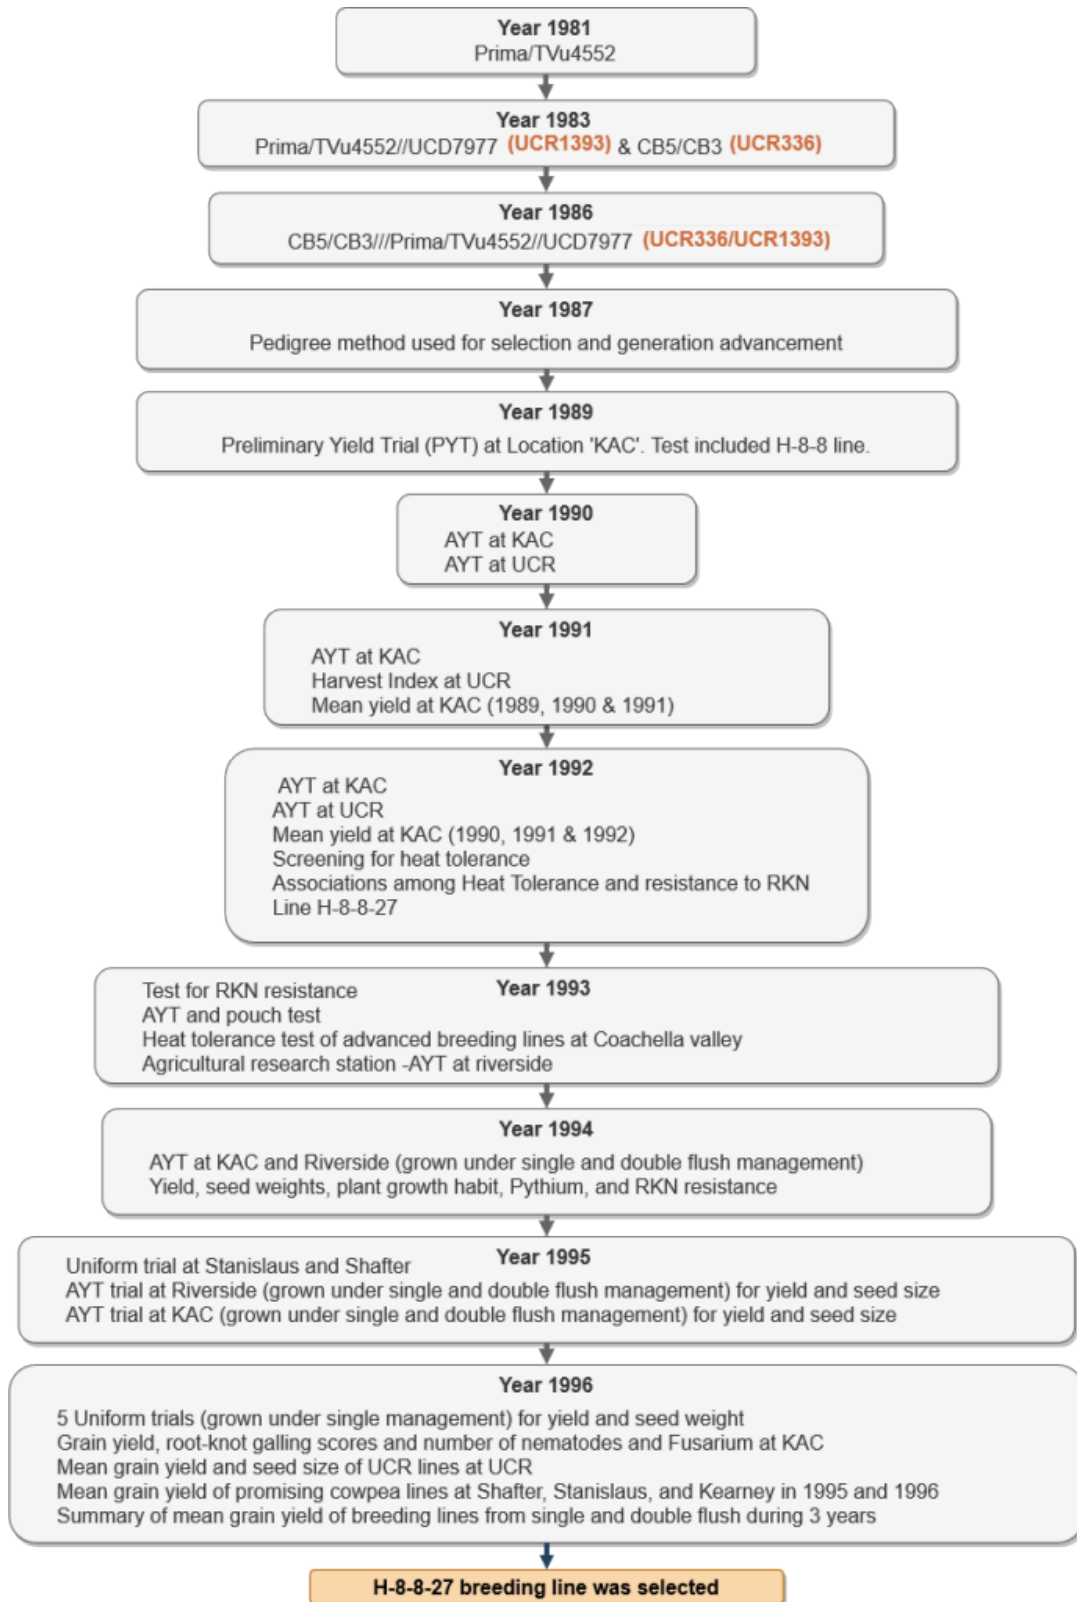 Year 1981
Prima/TVu4552
Year 1983
Prima/TVu4552//UCD7977 (UCR1393) & CB5/CB3 (UCR336)
Year 1986
CB5/CB3///Prima/TVu4552//UCD7977 (UCR336/UCR1393)
Year 1987
Pedigree method used for selection and generation advancement
Year 1989
Preliminary Yield Trial (PYT) at Location 'KAC'. Test included H-8-8 line.
Year 1990
AYT at KAC
AYT at UCR
Year 1991
AYT at KAC
Harvest Index at UCR
Mean yield at KAC (1989, 1990 & 1991)
Year 1992
AYT at KAC
AYT at UCR
Mean yield at KAC (1990, 1991 & 1992)
Screening for heat tolerance
Associations among Heat Tolerance and resistance to RKN
Line H-8-8-27
Year 1993
Test for RKN resistance
AYT and pouch test
Heat tolerance test of advanced breeding lines at Coachella valley
Agricultural research station -AYT at riverside
Year 1994
AYT at KAC and Riverside (grown under single and double flush management)
Yield, seed weights, plant growth habit, Pythium, and RKN resistance
Year 1995
Uniform trial at Stanislaus and Shafter
AYT trial at Riverside (grown under single and double flush management) for yield and seed size
AYT trial at KAC (grown under single and double flush management) for yield and seed size
Year 1996
5 Uniform trials (grown under single management) for yield and seed weight
Grain yield, root-knot galling scores and number of nematodes and Fusarium at KAC
Mean grain yield and seed size of UCR lines at UCR
Mean grain yield of promising cowpea lines at Shafter, Stanislaus, and Kearney in 1995 and 1996
Summary of mean grain yield of breeding lines from single and double flush during 3 years
H-8-8-27 breeding line was selected